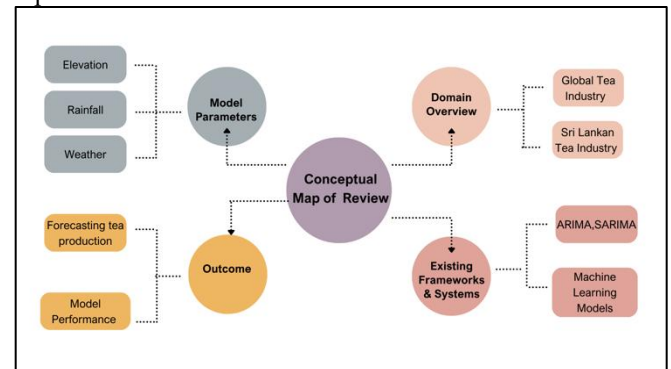 Elevation
Rainfall
Weather
Model
Parameters
Domain
Overview
Global Tea
Industry
Sri Lankan
Tea Industry
Conceptual
Map of Review
Forecasting tea
production
Model
Performance
Outcome
Existing
Frameworks
& Systems
ARIMA,SARIMA
Machine
Learning
Models